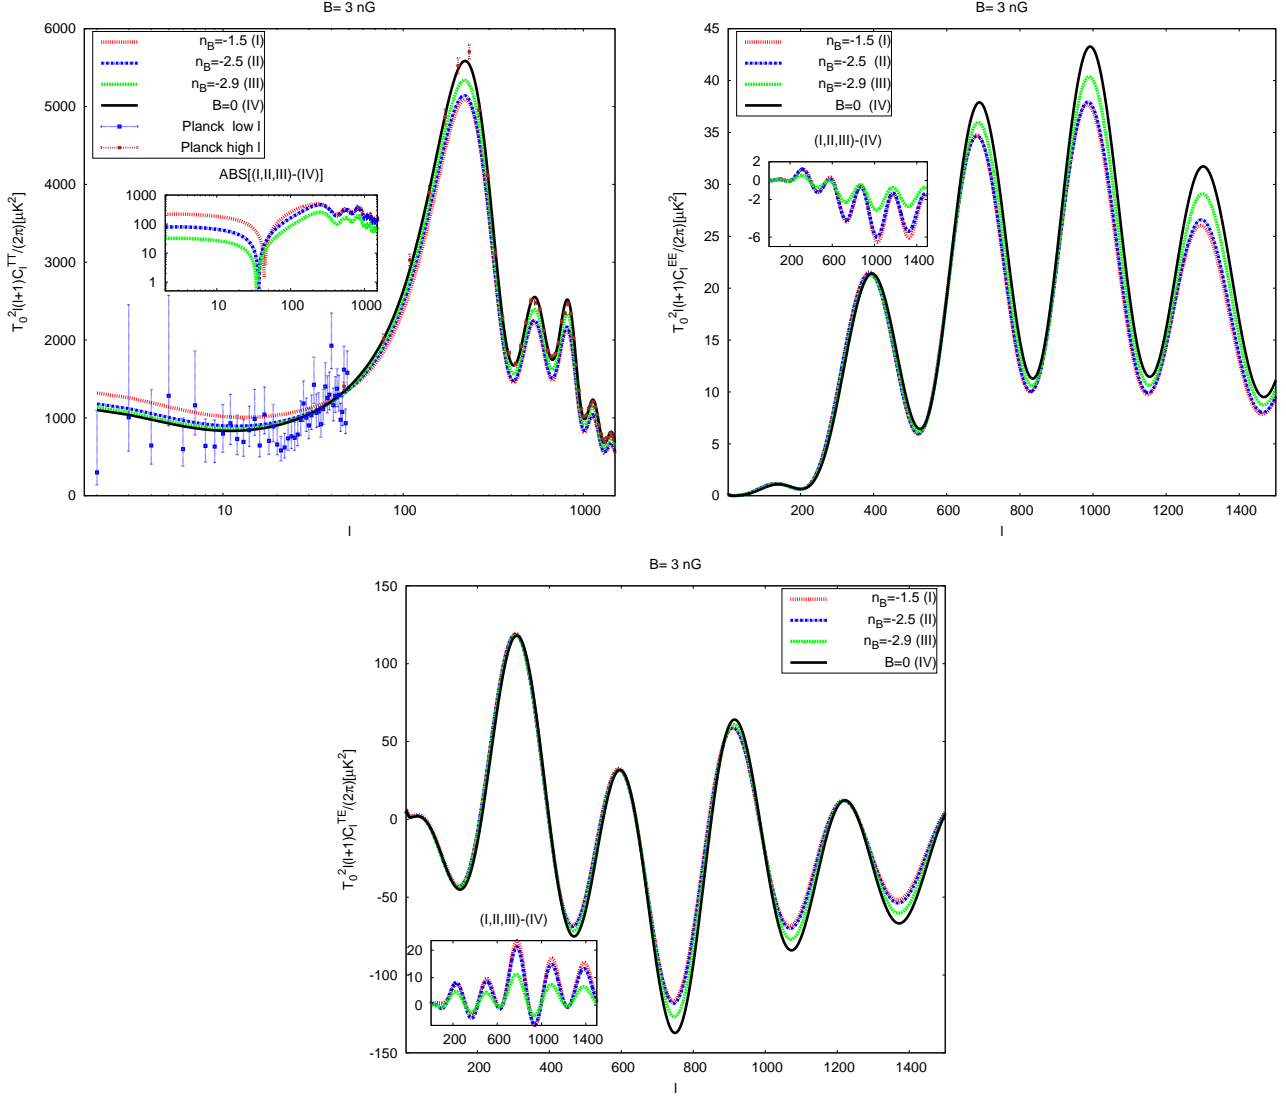 B= 3 nG
n_B=-1.5 (I)
n_B=-2.5 (II)
n_B=-2.9 (III)
B=0 (IV)
Planck low l
Planck high l
ABS[(I,II,III)-(IV)]
1000
100
10
1
10 100 1000
6000
5000
4000
3000
2000
1000
0
10 100 1000
T_0^2 l(l+1)C_l^TT/(2π)[μK^2]
l
B= 3 nG
n_B=-1.5 (I)
n_B=-2.5 (II)
n_B=-2.9 (III)
B=0 (IV)
(I,II,III)-(IV)
2
0
-2
-6
200 600 1000 1400
45
40
35
30
25
20
15
10
5
0
0 200 400 600 800 1000 1200 1400
T_0^2 l(l+1)C_l^EE/(2π)[μK^2]
l
B= 3 nG
n_B=-1.5 (I)
n_B=-2.5 (II)
n_B=-2.9 (III)
B=0 (IV)
(I,II,III)-(IV)
20
10
0
200 600 1000 1400
150
100
50
0
-50
-100
-150
0 200 400 600 800 1000 1200 1400
T_0^2 l(l+1)C_l^TE/(2π)[μK^2]
l